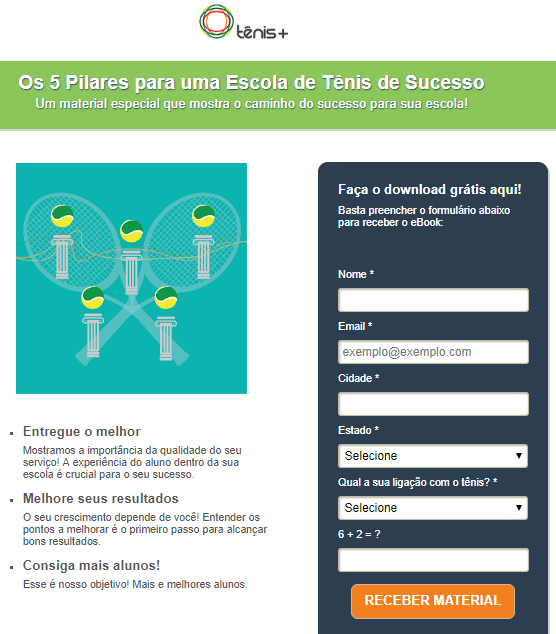 tênis+
Os 5 Pilares para uma Escola de Tênis de Sucesso
Um material especial que mostra o caminho do sucesso para sua escola!
Entregue o melhor
Mostramos a importância da qualidade do seu
serviço! A experiência do aluno dentro da sua
escola é crucial para o seu sucesso.
Melhore seus resultados
O seu crescimento depende de você! Entender os
pontos a melhorar é o primeiro passo para alcançar
bons resultados.
Consiga mais alunos!
Esse é nosso objetivo! Mais e melhores alunos.
Faça o download grátis aqui!
Basta preencher o formulário abaixo
para receber o eBook:
Nome *
Email *
exemplo@exemplo.com
Cidade *
Estado *
Selecione
Qual a sua ligação com o tênis? *
Selecione
6 + 2 = ?
RECEBER MATERIAL